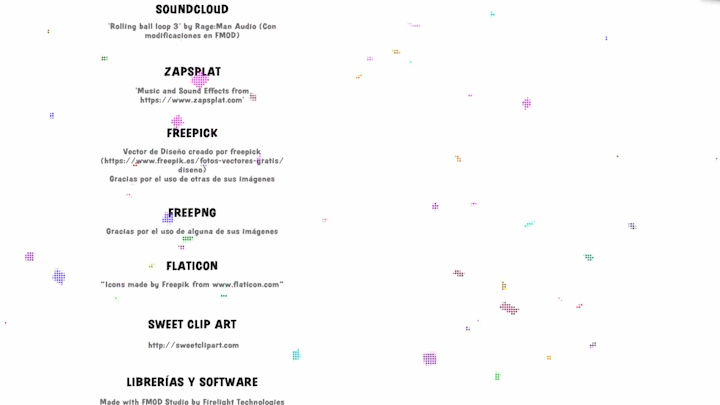 SOUNDCLOUD
'Rolling ball loop 3' by Rage:Man Audio (Con
modificaciones en FMOD)
ZAPSPLAT
'Music and Sound Effects from
https://www.zapsplat.com'
FREEPICK
Vector de Diseño creado por freepick
(https://www.freepik.es/fotos-vectores-gratis/
diseno)
Gracias por el uso de otras de sus imágenes
FREEPNG
Gracias por el uso de alguna de sus imágenes
FLATICON
"Icons made by Freepik from www.flaticon.com"
SWEET CLIP ART
http://sweetclipart.com
LIBRERÍAS Y SOFTWARE
Made with FMOD Studio by Firelight Technologies